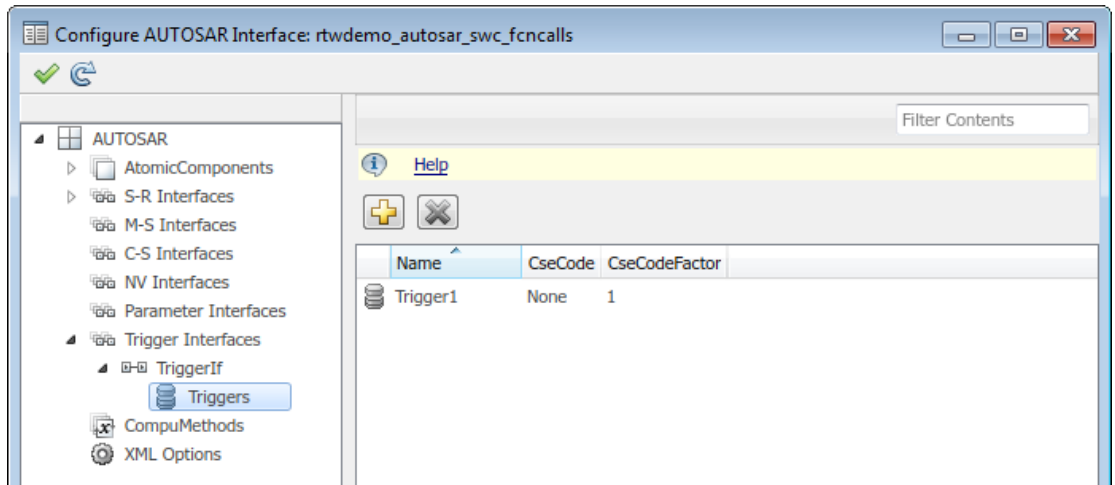 Configure AUTOSAR Interface: rtwdemo_autosar_swc_fcncalls
Filter Contents
AUTOSAR
AtomicComponents
S-R Interfaces
M-S Interfaces
C-S Interfaces
NV Interfaces
Parameter Interfaces
Trigger Interfaces
TriggerIf
Triggers
CompuMethods
XML Options
Help
Name CseCode CseCodeFactor
Trigger1 None 1